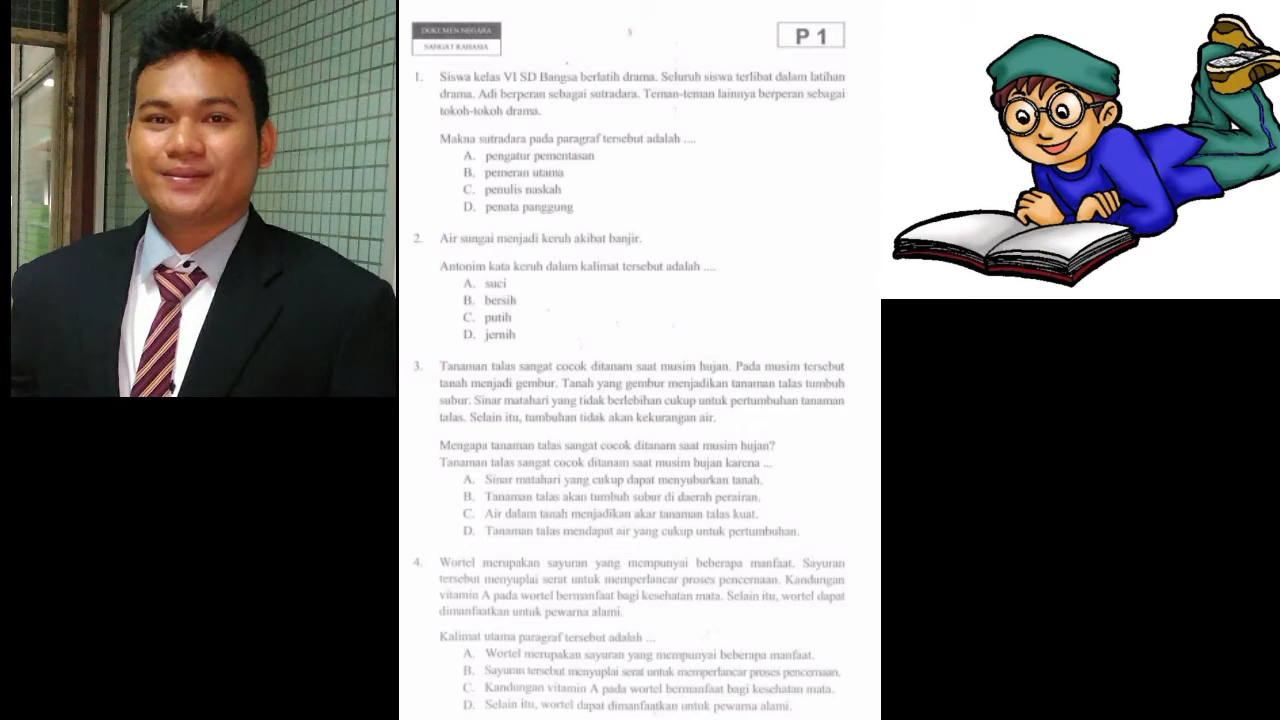 DOKUMEN NEGARA
SANGAT RAHASIA
3
P 1
1. Siswa kelas VI SD Bangsa berlatih drama. Seluruh siswa terlibat dalam latihan
drama. Adi berperan sebagai sutradara. Teman-teman lainnya berperan sebagai
tokoh-tokoh drama.
Makna sutradara pada paragraf tersebut adalah ....
A. pengatur pementasan
B. pemeran utama
C. penulis naskah
D. penata panggung
2. Air sungai menjadi keruh akibat banjir.
Antonim kata keruh dalam kalimat tersebut adalah ....
A. suci
B. bersih
C. putih
D. jernih
3. Tanaman talas sangat cocok ditanam saat musim hujan. Pada musim tersebut
tanah menjadi gembur. Tanah yang gembur menjadikan tanaman talas tumbuh
subur. Sinar matahari yang tidak berlebihan cukup untuk pertumbuhan tanaman
talas. Selain itu, tumbuhan tidak akan kekurangan air.
Mengapa tanaman talas sangat cocok ditanam saat musim hujan?
Tanaman talas sangat cocok ditanam saat musim hujan karena ...
A. Sinar matahari yang cukup dapat menyuburkan tanah.
B. Tanaman talas akan tumbuh subur di daerah perairan.
C. Air dalam tanah menjadikan akar tanaman talas kuat.
D. Tanaman talas mendapat air yang cukup untuk pertumbuhan.
4. Wortel merupakan sayuran yang mempunyai beberapa manfaat. Sayuran
tersebut menyuplai serat untuk memperlancar proses pencernaan. Kandungan
vitamin A pada wortel bermanfaat bagi kesehatan mata. Selain itu, wortel dapat
dimanfaatkan untuk pewarna alami.
Kalimat utama paragraf tersebut adalah ...
A. Wortel merupakan sayuran yang mempunyai beberapa manfaat.
B. Sayuran tersebut menyuplai serat untuk memperlancar proses pencernaan.
C. Kandungan vitamin A pada wortel bermanfaat bagi kesehatan mata.
D. Selain itu, wortel dapat dimanfaatkan untuk pewarna alami.